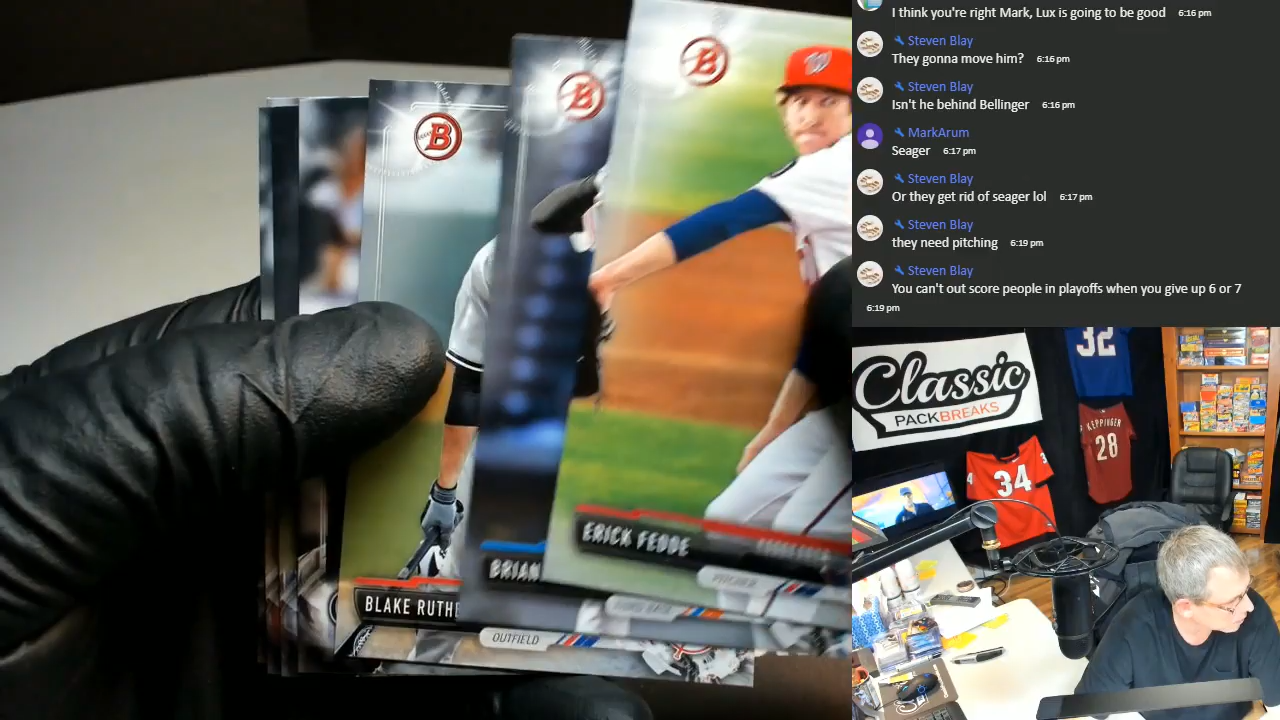 I think you're right Mark, Lux is going to be good 6:16 pm
Steven Blay
They gonna move him? 6:16 pm
Steven Blay
Isn't he behind Bellinger 6:16 pm
MarkArum
Seager 6:17 pm
Steven Blay
Or they get rid of seager lol 6:17 pm
Steven Blay
they need pitching 6:19 pm
Steven Blay
You can't out score people in playoffs when you give up 6 or 7
6:19 pm
B
B
B
W
ERICK FEDDE
PITCHER
BRIAN
BLAKE RUTHE
OUTFIELD
Classic
PACKBREAKS
32
KEPPINGER
28
34